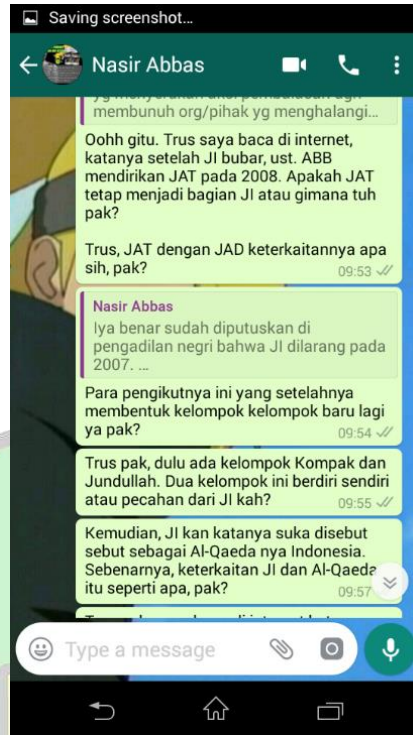 Saving screenshot...
Nasir Abbas
membunuh org/pihak yg menghalangi...
Oohh gitu. Trus saya baca di internet,
katanya setelah JI bubar, ust. ABB
mendirikan JAT pada 2008. Apakah JAT
tetap menjadi bagian JI atau gimana tuh
pak?
Trus, JAT dengan JAD keterkaitannya apa
sih, pak?
09:53
Nasir Abbas
Iya benar sudah diputuskan di
pengadilan negri bahwa JI dilarang pada
2007. ...
Para pengikutnya ini yang setelahnya
membentuk kelompok kelompok baru lagi
ya pak?
09:54
Trus pak, dulu ada kelompok Kompak dan
Jundullah. Dua kelompok ini berdiri sendiri
atau pecahan dari JI kah?
09:55
Kemudian, JI kan katanya suka disebut
sebut sebagai Al-Qaeda nya Indonesia.
Sebenarnya, keterkaitan JI dan Al-Qaeda
itu seperti apa, pak?
09:57
Type a message